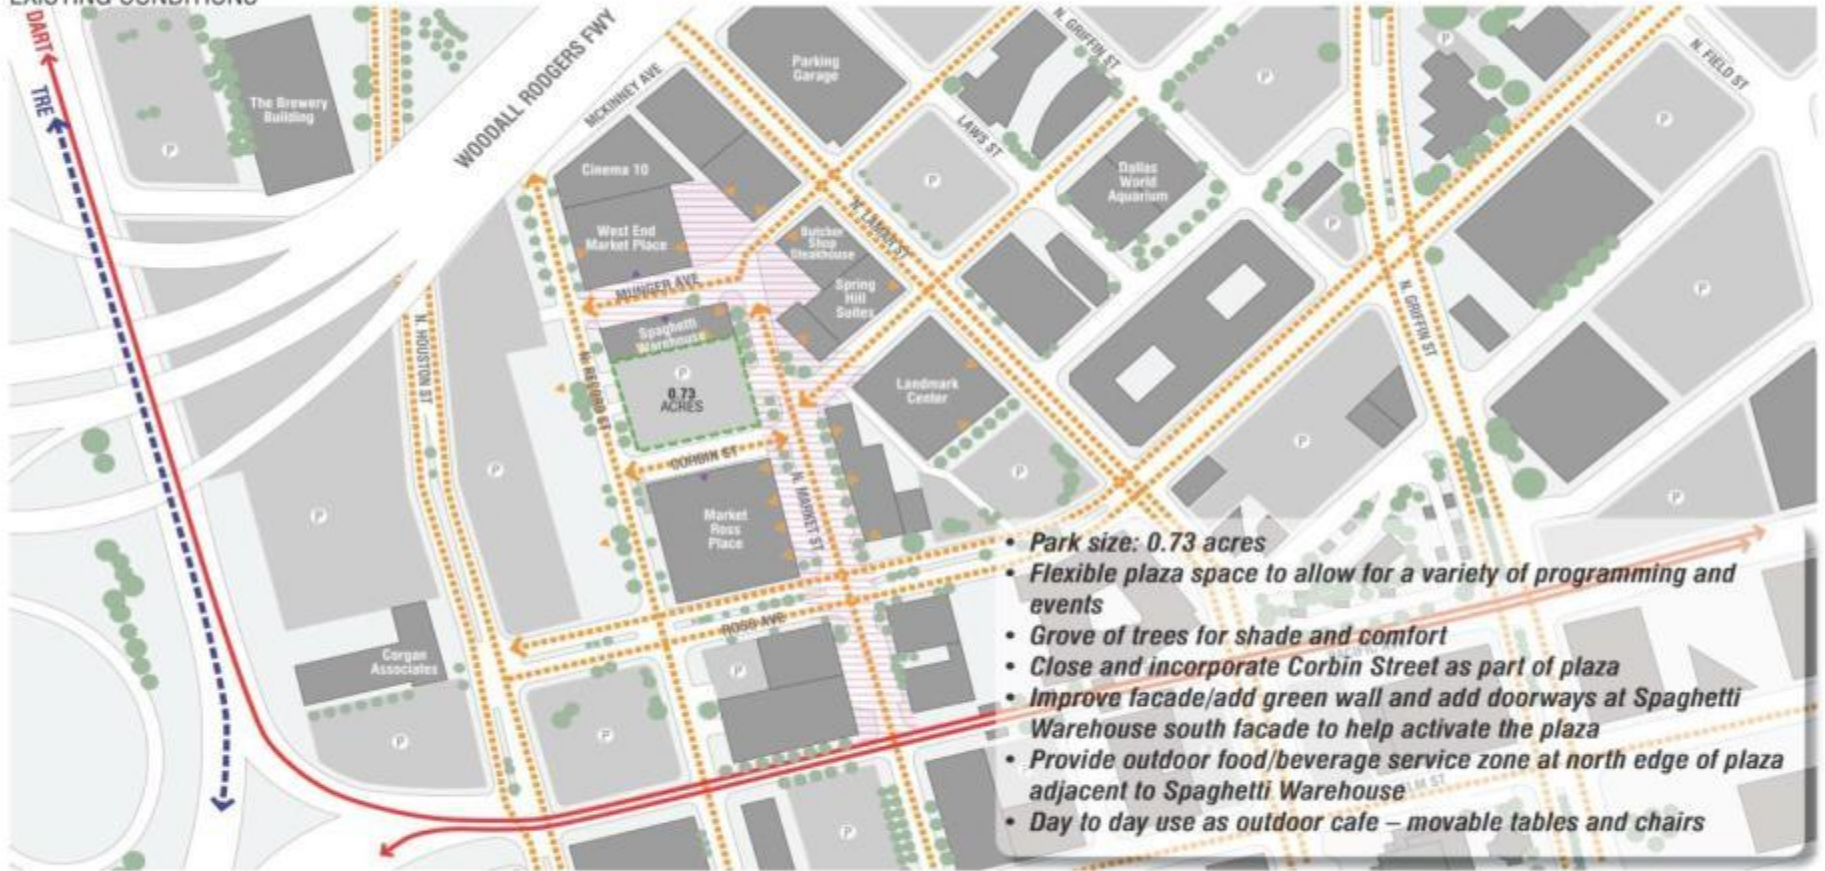 EXISTING CONDITIONS
DART
TRE
The Brewery
Building
P
WOODALL RODGERS FWY
MCKINNEY AVE
Parking
Garage
N. GRIFFIN ST
P
P
N. FIELD ST
P
LAWS ST
P
Dallas
World
Aquarium
P
Cinema 10
West End
Market Place
N. LAMAR ST
Butcher
Shop
Steakhouse
Spring
Hill
Suites
MUNGER AVE
P
N. GRIFFIN ST
N. HOUSTON ST
Spaghetti
Warehouse
P
0.73
ACRES
N. RECORD ST
Landmark
Center
P
CORBIN ST
P
P
P
P
N. MARKET ST
Market
Ross
Place
ROSS AVE
Corgan
Associates
P
P
P
P
• Park size: 0.73 acres
• Flexible plaza space to allow for a variety of programming and
events
• Grove of trees for shade and comfort
• Close and incorporate Corbin Street as part of plaza
• Improve facade/add green wall and add doorways at Spaghetti
Warehouse south facade to help activate the plaza
• Provide outdoor food/beverage service zone at north edge of plaza
adjacent to Spaghetti Warehouse
• Day to day use as outdoor cafe – movable tables and chairs